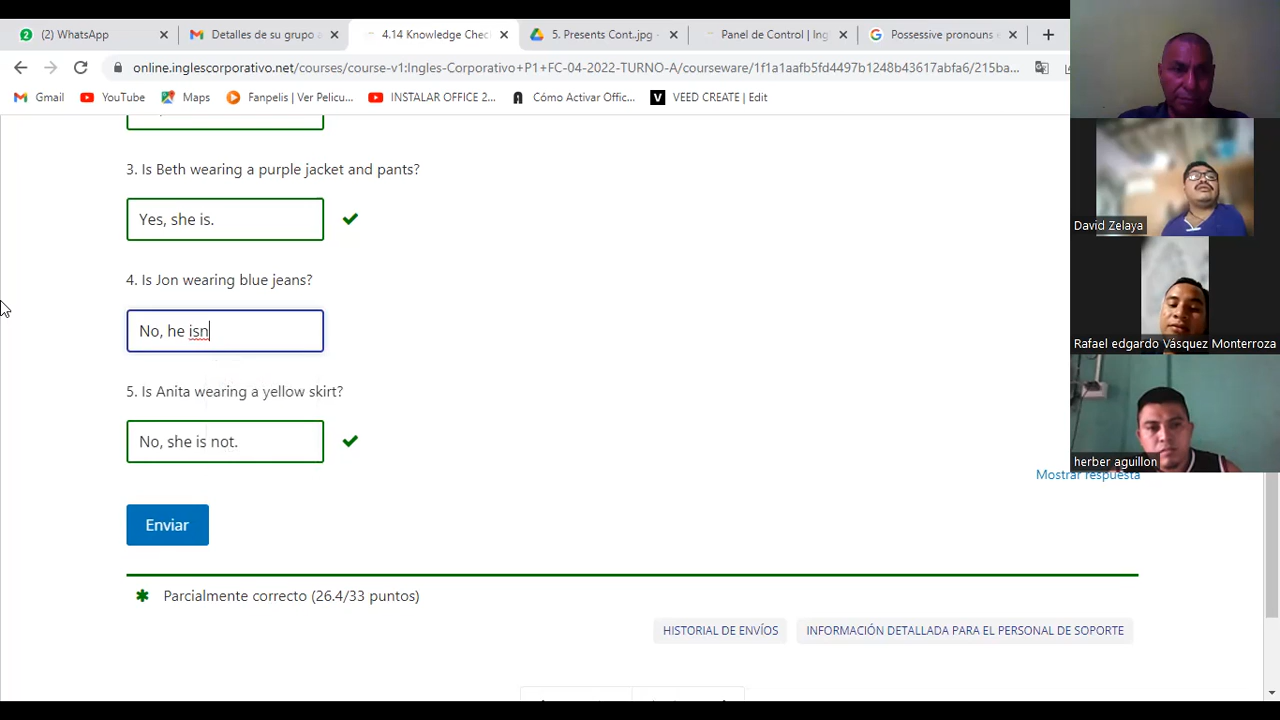 2
(2) WhatsApp
Detalles de su grupo a
4.14 Knowledge Chec
5. Presents Cont.jpg -
Panel de Control | Ing
Possessive pronouns e
online.inglescorporativo.net/courses/course-v1:Ingles-Corporativo+P1+FC-04-2022-TURNO-A/courseware/1f1a1aafb5fd4497b1248b43617abfa6/215ba...
Gmail
YouTube
Maps
Fanpelis | Ver Pelicu...
INSTALAR OFFICE 2...
Cómo Activar Offic...
VEED CREATE | Edit
3. Is Beth wearing a purple jacket and pants?
Yes, she is.
4. Is Jon wearing blue jeans?
No, he isn
5. Is Anita wearing a yellow skirt?
No, she is not.
Mostrar respuesta
Enviar
Parcialmente correcto (26.4/33 puntos)
HISTORIAL DE ENVÍOS
INFORMACIÓN DETALLADA PARA EL PERSONAL DE SOPORTE
David Zelaya
Rafael edgardo Vásquez Monterroza
herber aguillon